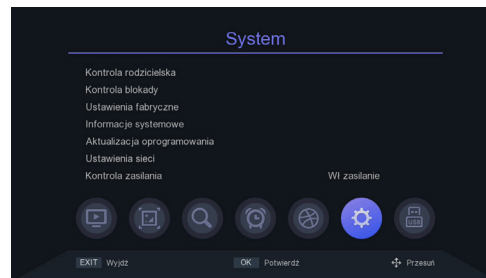 System
Kontrola rodzicielska
Kontrola blokady
Ustawienia fabryczne
Informacje systemowe
Aktualizacja oprogramowania
Ustawienia sieci
Kontrola zasilania Wł zasilanie
USB
EXIT Wyjdź OK Potwierdź Przesuń